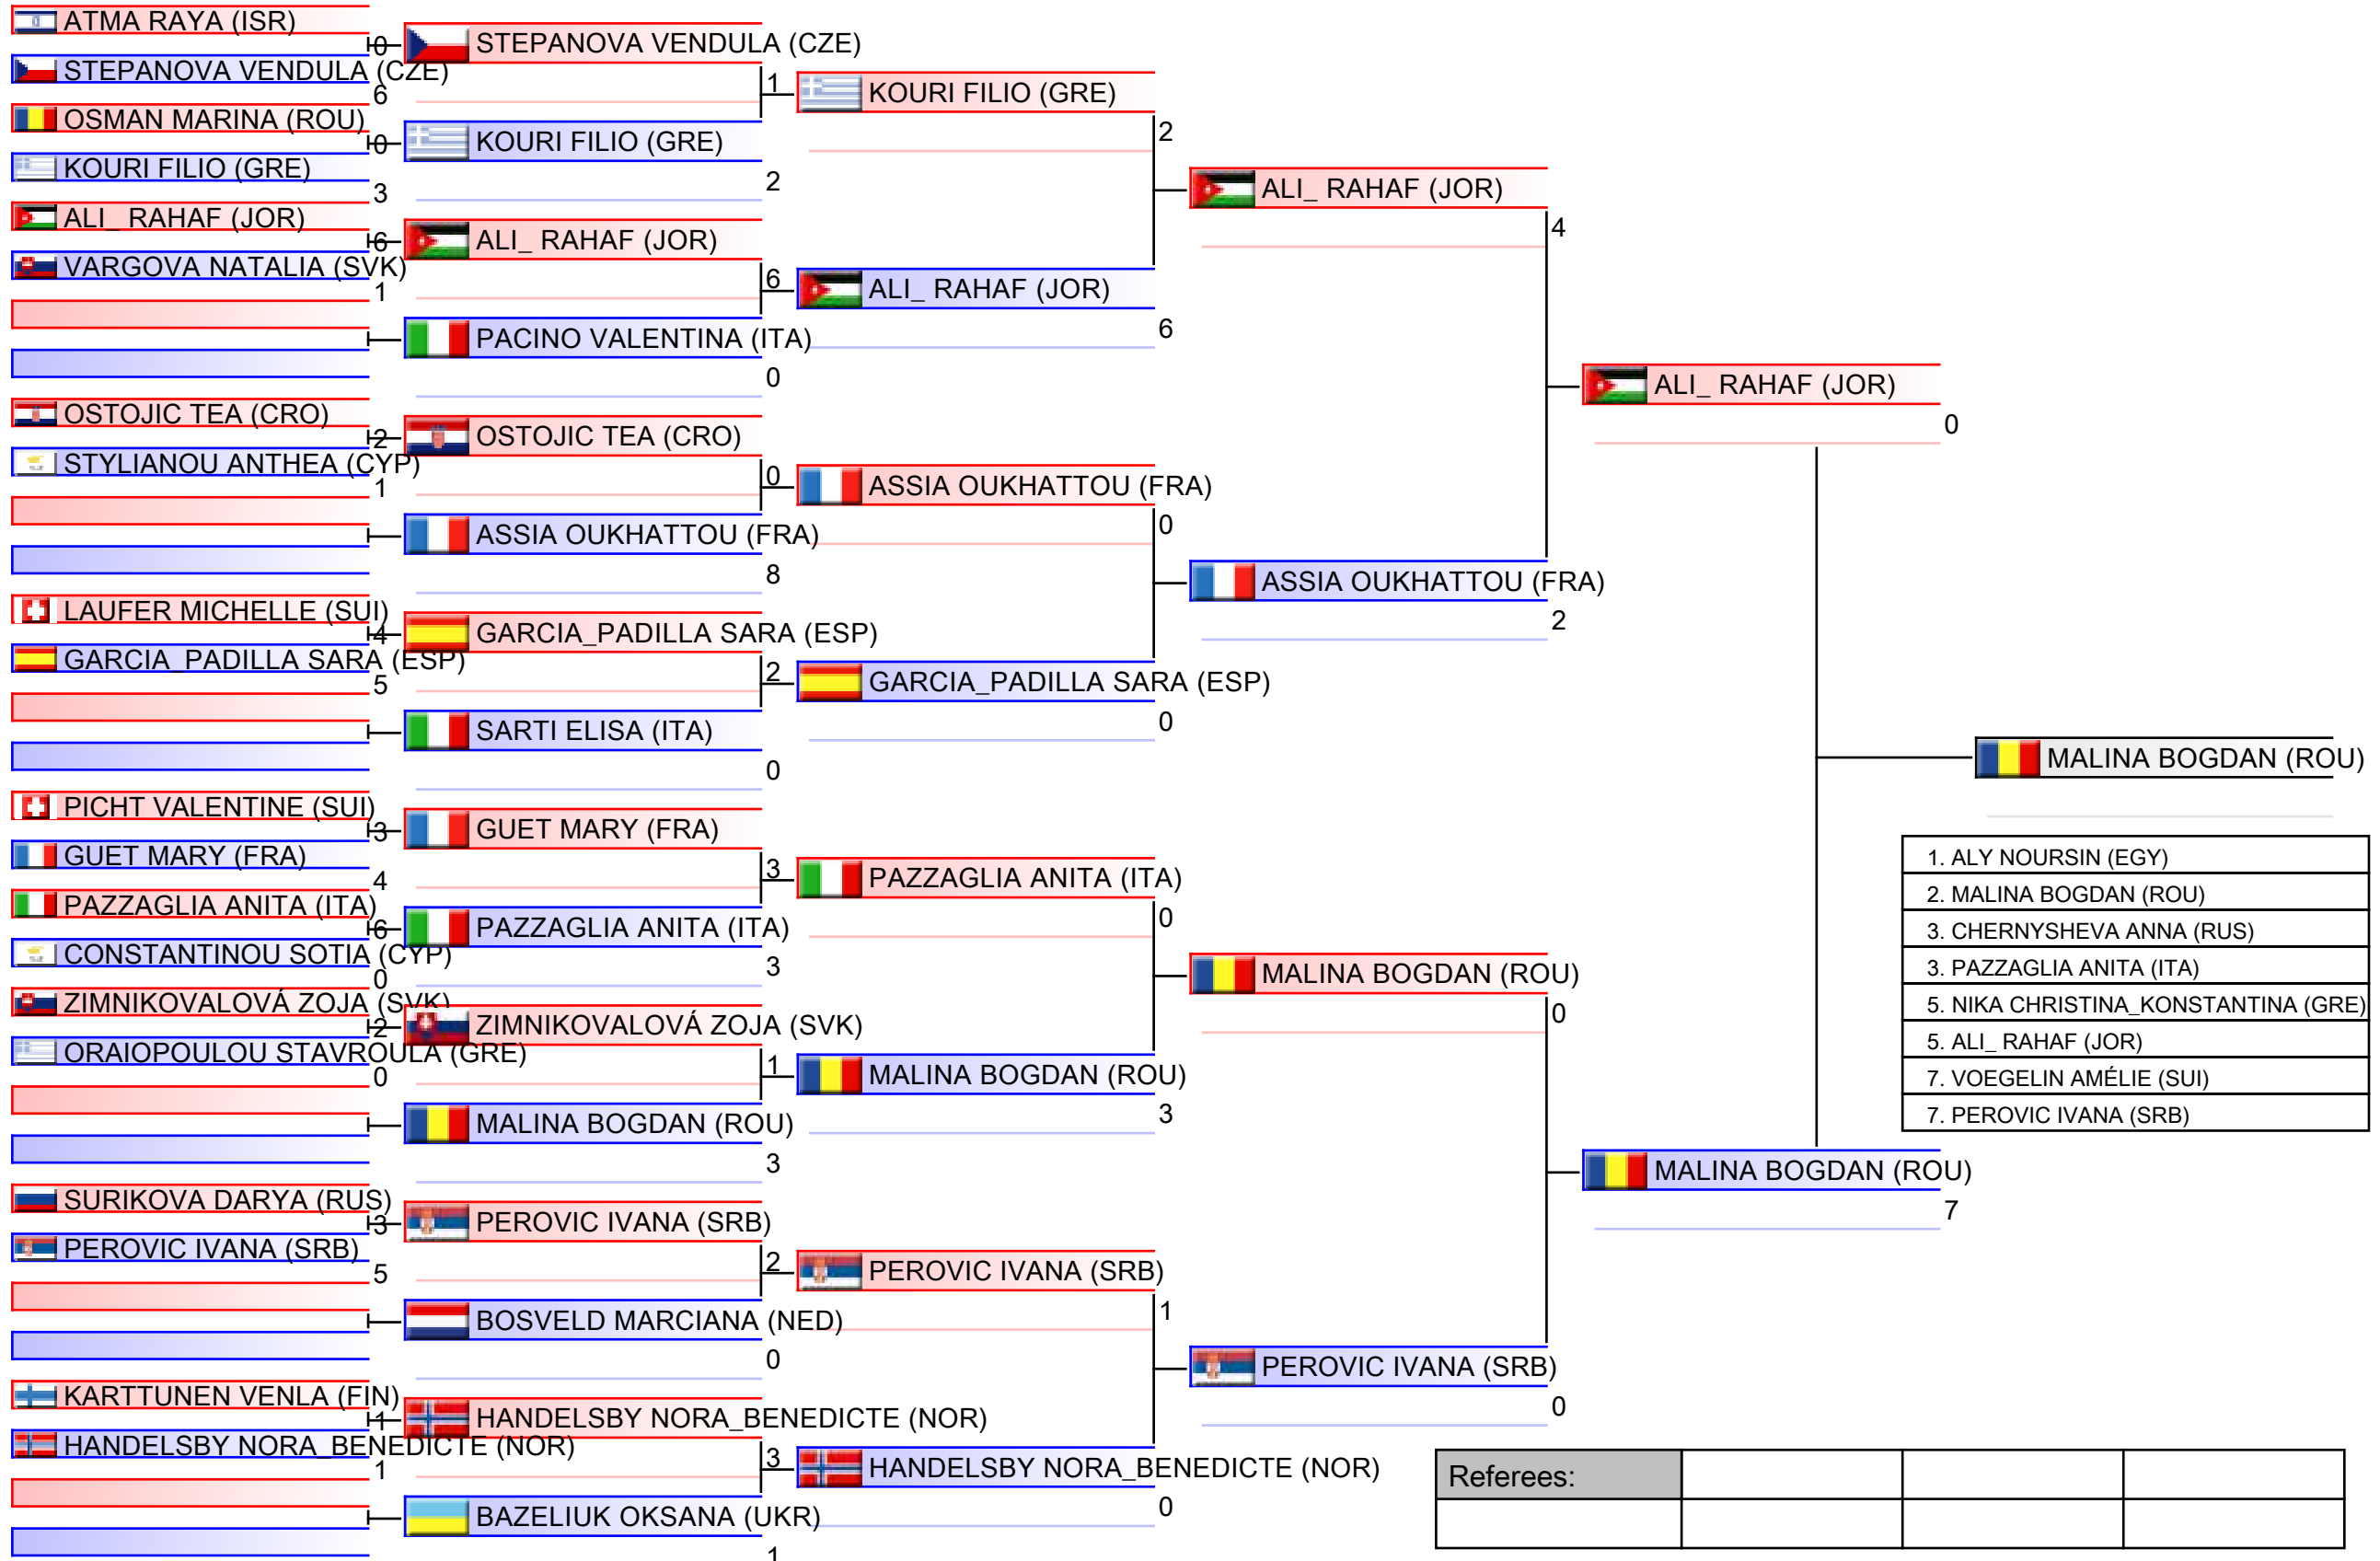 ATMA RAYA (ISR)
0
STEPANOVA VENDULA (CZE)
6
OSMAN MARINA (ROU)
0
KOURI FILIO (GRE)
3
ALI_ RAHAF (JOR)
6
VARGOVA NATALIA (SVK)
1
OSTOJIC TEA (CRO)
2
STYLIANOU ANTHEA (CYP)
1
LAUFER MICHELLE (SUI)
4
GARCIA_PADILLA SARA (ESP)
5
PICHT VALENTINE (SUI)
3
GUET MARY (FRA)
4
PAZZAGLIA ANITA (ITA)
6
CONSTANTINOU SOTIA (CYP)
0
ZIMNIKOVALOVÁ ZOJA (SVK)
2
ORAIOPOULOU STAVROULA (GRE)
0
SURIKOVA DARYA (RUS)
3
PEROVIC IVANA (SRB)
5
KARTTUNEN VENLA (FIN)
1
HANDELSBY NORA_BENEDICTE (NOR)
1
STEPANOVA VENDULA (CZE)
1
KOURI FILIO (GRE)
2
ALI_ RAHAF (JOR)
6
PACINO VALENTINA (ITA)
0
OSTOJIC TEA (CRO)
0
ASSIA OUKHATTOU (FRA)
8
GARCIA_PADILLA SARA (ESP)
2
SARTI ELISA (ITA)
0
GUET MARY (FRA)
3
PAZZAGLIA ANITA (ITA)
3
ZIMNIKOVALOVÁ ZOJA (SVK)
1
MALINA BOGDAN (ROU)
3
PEROVIC IVANA (SRB)
2
BOSVELD MARCIANA (NED)
0
HANDELSBY NORA_BENEDICTE (NOR)
3
BAZELIUK OKSANA (UKR)
1
KOURI FILIO (GRE)
2
ALI_ RAHAF (JOR)
6
ASSIA OUKHATTOU (FRA)
0
GARCIA_PADILLA SARA (ESP)
0
PAZZAGLIA ANITA (ITA)
0
MALINA BOGDAN (ROU)
3
PEROVIC IVANA (SRB)
1
HANDELSBY NORA_BENEDICTE (NOR)
0
ALI_ RAHAF (JOR)
4
ASSIA OUKHATTOU (FRA)
2
MALINA BOGDAN (ROU)
0
PEROVIC IVANA (SRB)
0
ALI_ RAHAF (JOR)
0
MALINA BOGDAN (ROU)
7
MALINA BOGDAN (ROU)
1. ALY NOURSIN (EGY)
2. MALINA BOGDAN (ROU)
3. CHERNYSHEVA ANNA (RUS)
3. PAZZAGLIA ANITA (ITA)
5. NIKA CHRISTINA_KONSTANTINA (GRE)
5. ALI_ RAHAF (JOR)
7. VOEGELIN AMÉLIE (SUI)
7. PEROVIC IVANA (SRB)
Referees: